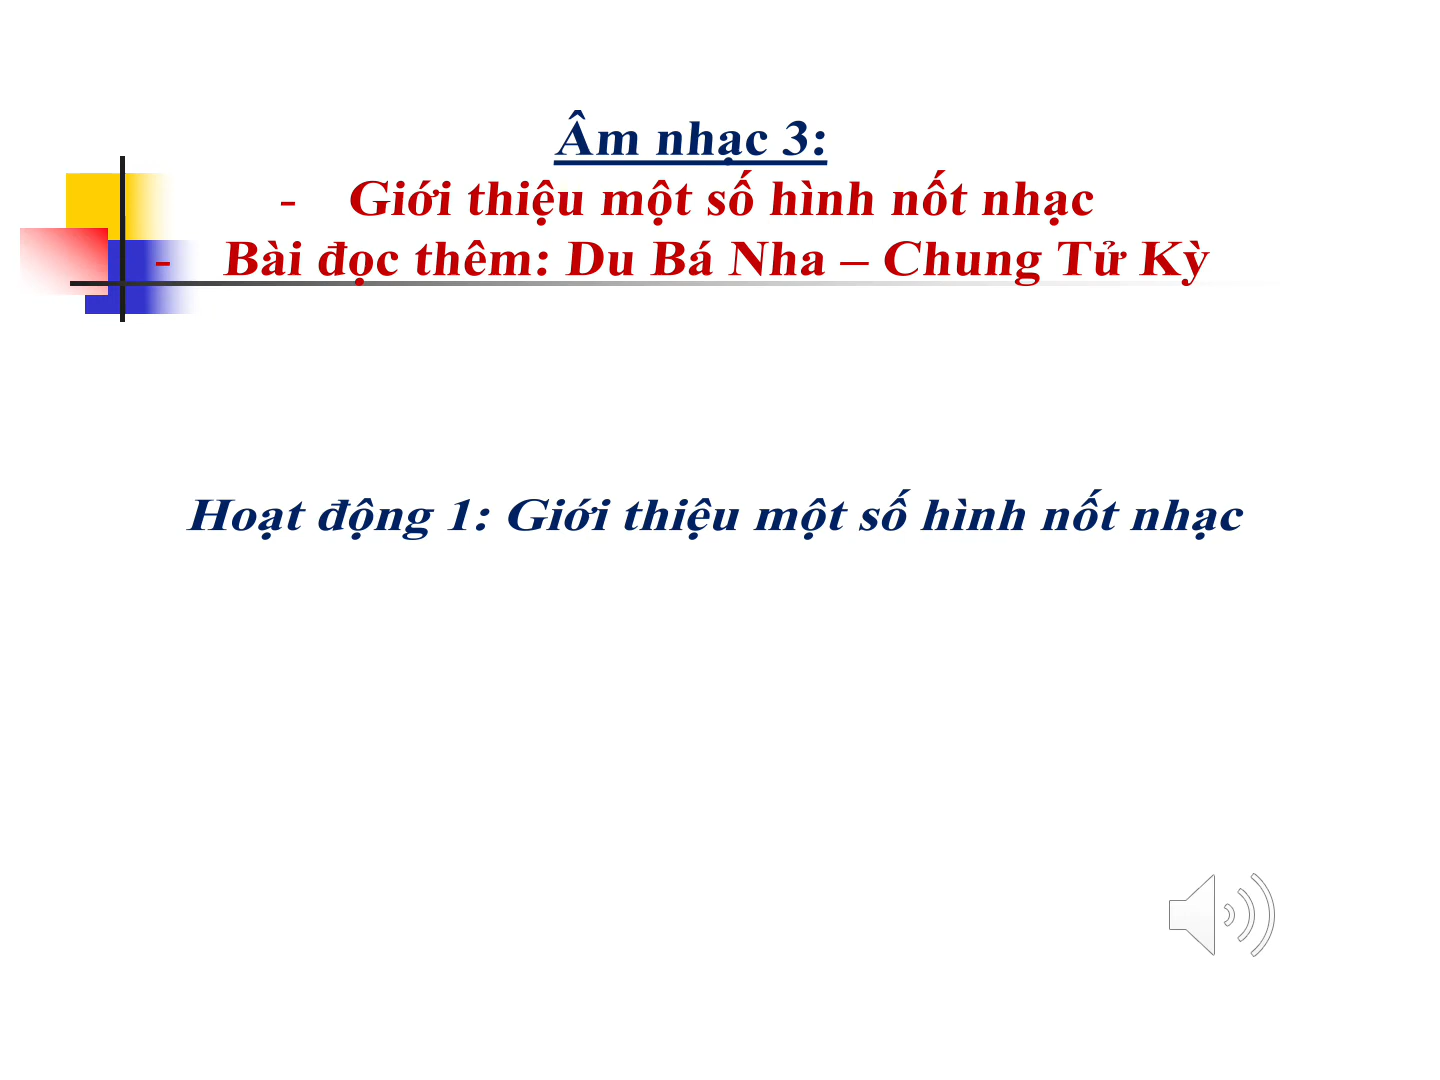 Âm nhạc 3:
- Giới thiệu một số hình nốt nhạc
- Bài đọc thêm: Du Bá Nha – Chung Tử Kỳ
Hoạt động 1: Giới thiệu một số hình nốt nhạc